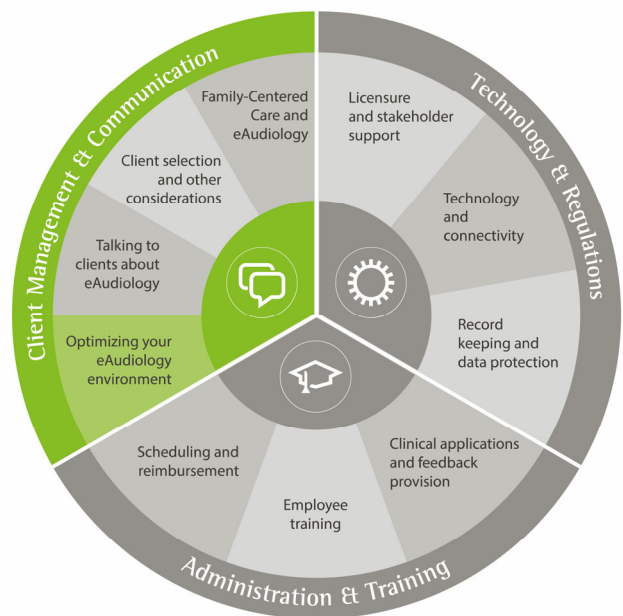 Client Management & Communication
Family-Centered
Care and
eAudiology
Client selection
and other
considerations
Talking to
clients about
eAudiology
Optimizing your
eAudiology
environment
Technology & Regulations
Licensure
and stakeholder
support
Technology
and
connectivity
Record
keeping and
data protection
Clinical applications
and feedback
provision
Employee
training
Scheduling and
reimbursement
Administration & Training